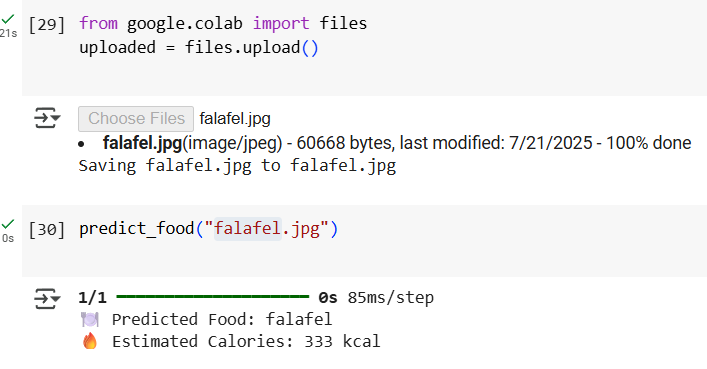 [29] from google.colab import files
21s
uploaded = files.upload()
Choose Files falafel.jpg
• falafel.jpg(image/jpeg) - 60668 bytes, last modified: 7/21/2025 - 100% done
Saving falafel.jpg to falafel.jpg
[30] predict_food("falafel.jpg")
0s
1/1 ━━━━━━━━━━━━━━━━━━━━ 0s 85ms/step
🍽️ Predicted Food: falafel
🔥 Estimated Calories: 333 kcal